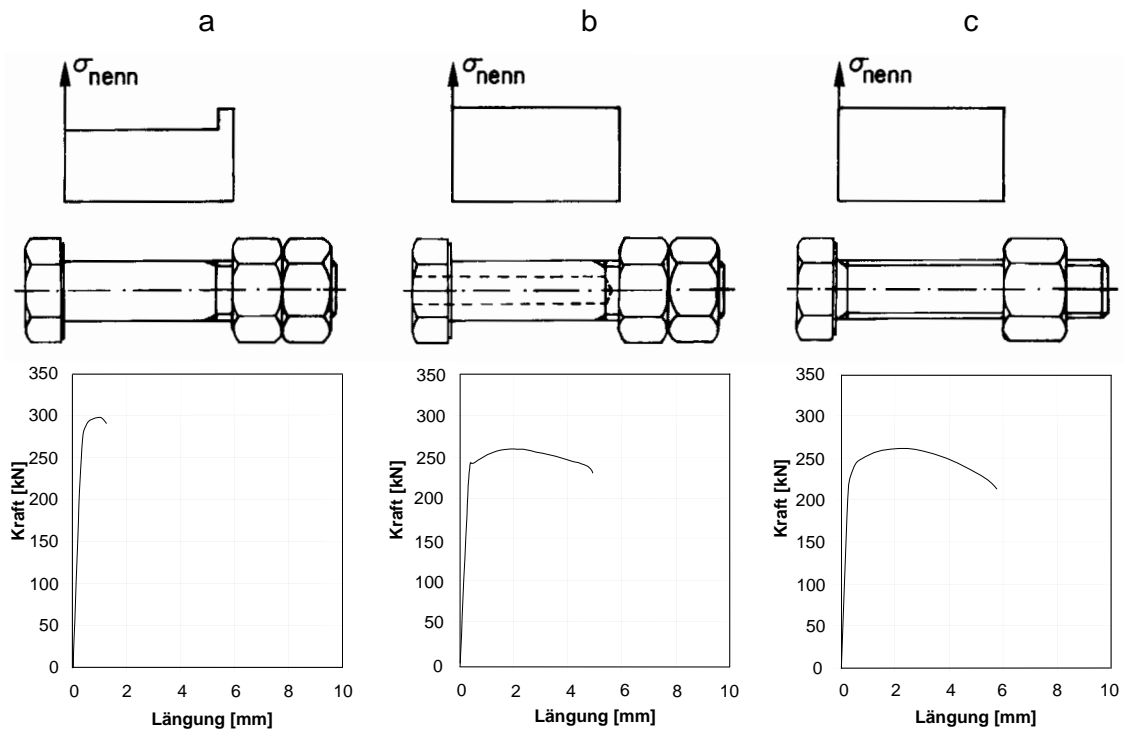 a b c
σnenn σnenn σnenn
350 350 350
300 300 300
250 250 250
200 200 200
150 150 150
100 100 100
50 50 50
0 0 0
Kraft [kN] Kraft [kN] Kraft [kN]
0 2 4 6 8 10 0 2 4 6 8 10 0 2 4 6 8 10
Längung [mm] Längung [mm] Längung [mm]